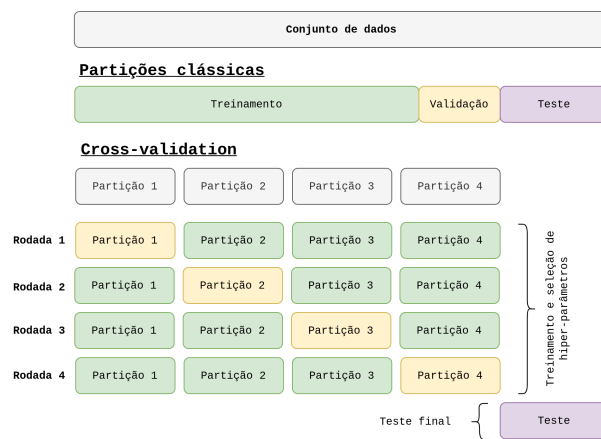 Conjunto de dados
Partições clássicas
Treinamento
Validação
Teste
Cross-validation
Partição 1
Partição 2
Partição 3
Partição 4
Rodada 1
Partição 1
Partição 2
Partição 3
Partição 4
Rodada 2
Partição 1
Partição 2
Partição 3
Partição 4
Rodada 3
Partição 1
Partição 2
Partição 3
Partição 4
Rodada 4
Partição 1
Partição 2
Partição 3
Partição 4
Treinamento e seleção de
hiper-parâmetros
Teste final
Teste